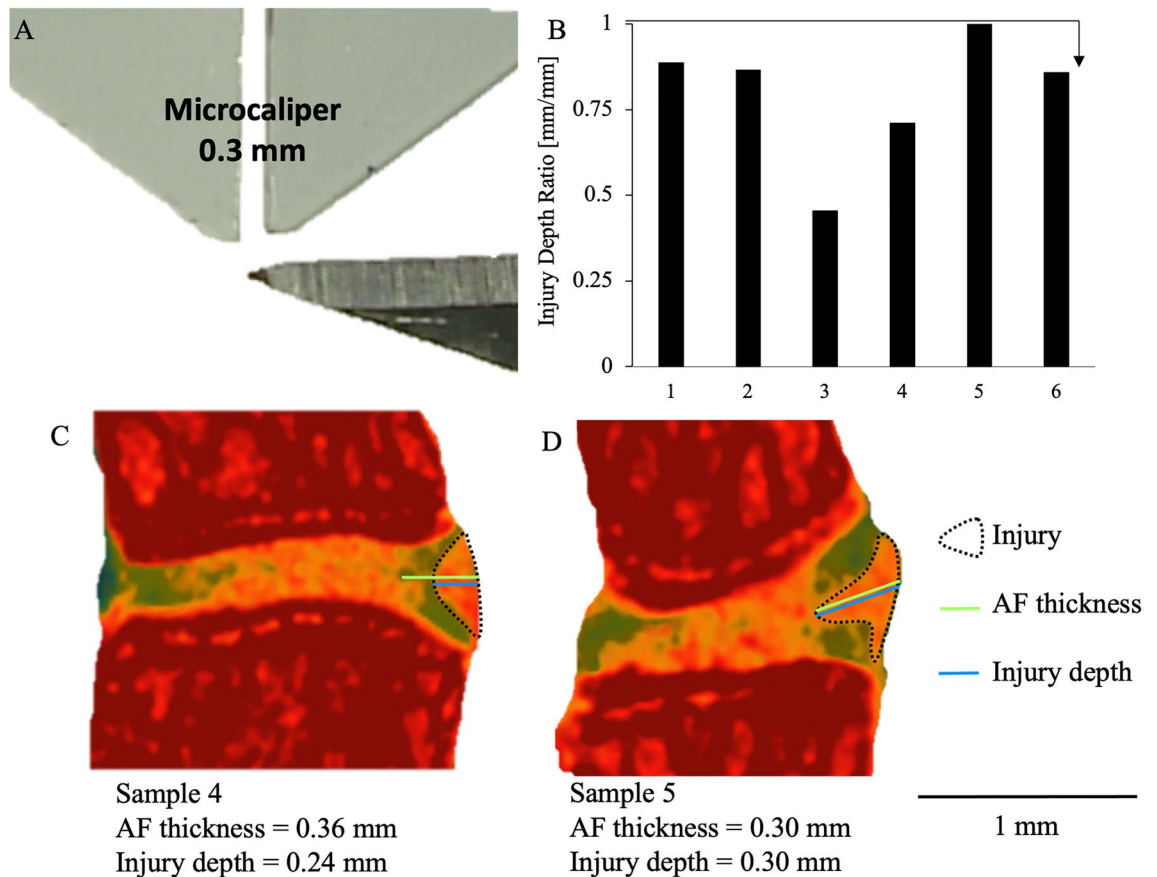 A
Microcaliper
0.3 mm
B
Injury Depth Ratio [mm/mm]
1
0.75
0.5
0.25
0
1 2 3 4 5 6
C
D
Injury
AF thickness
Injury depth
Sample 4
AF thickness = 0.36 mm
Injury depth = 0.24 mm
Sample 5
AF thickness = 0.30 mm
Injury depth = 0.30 mm
1 mm